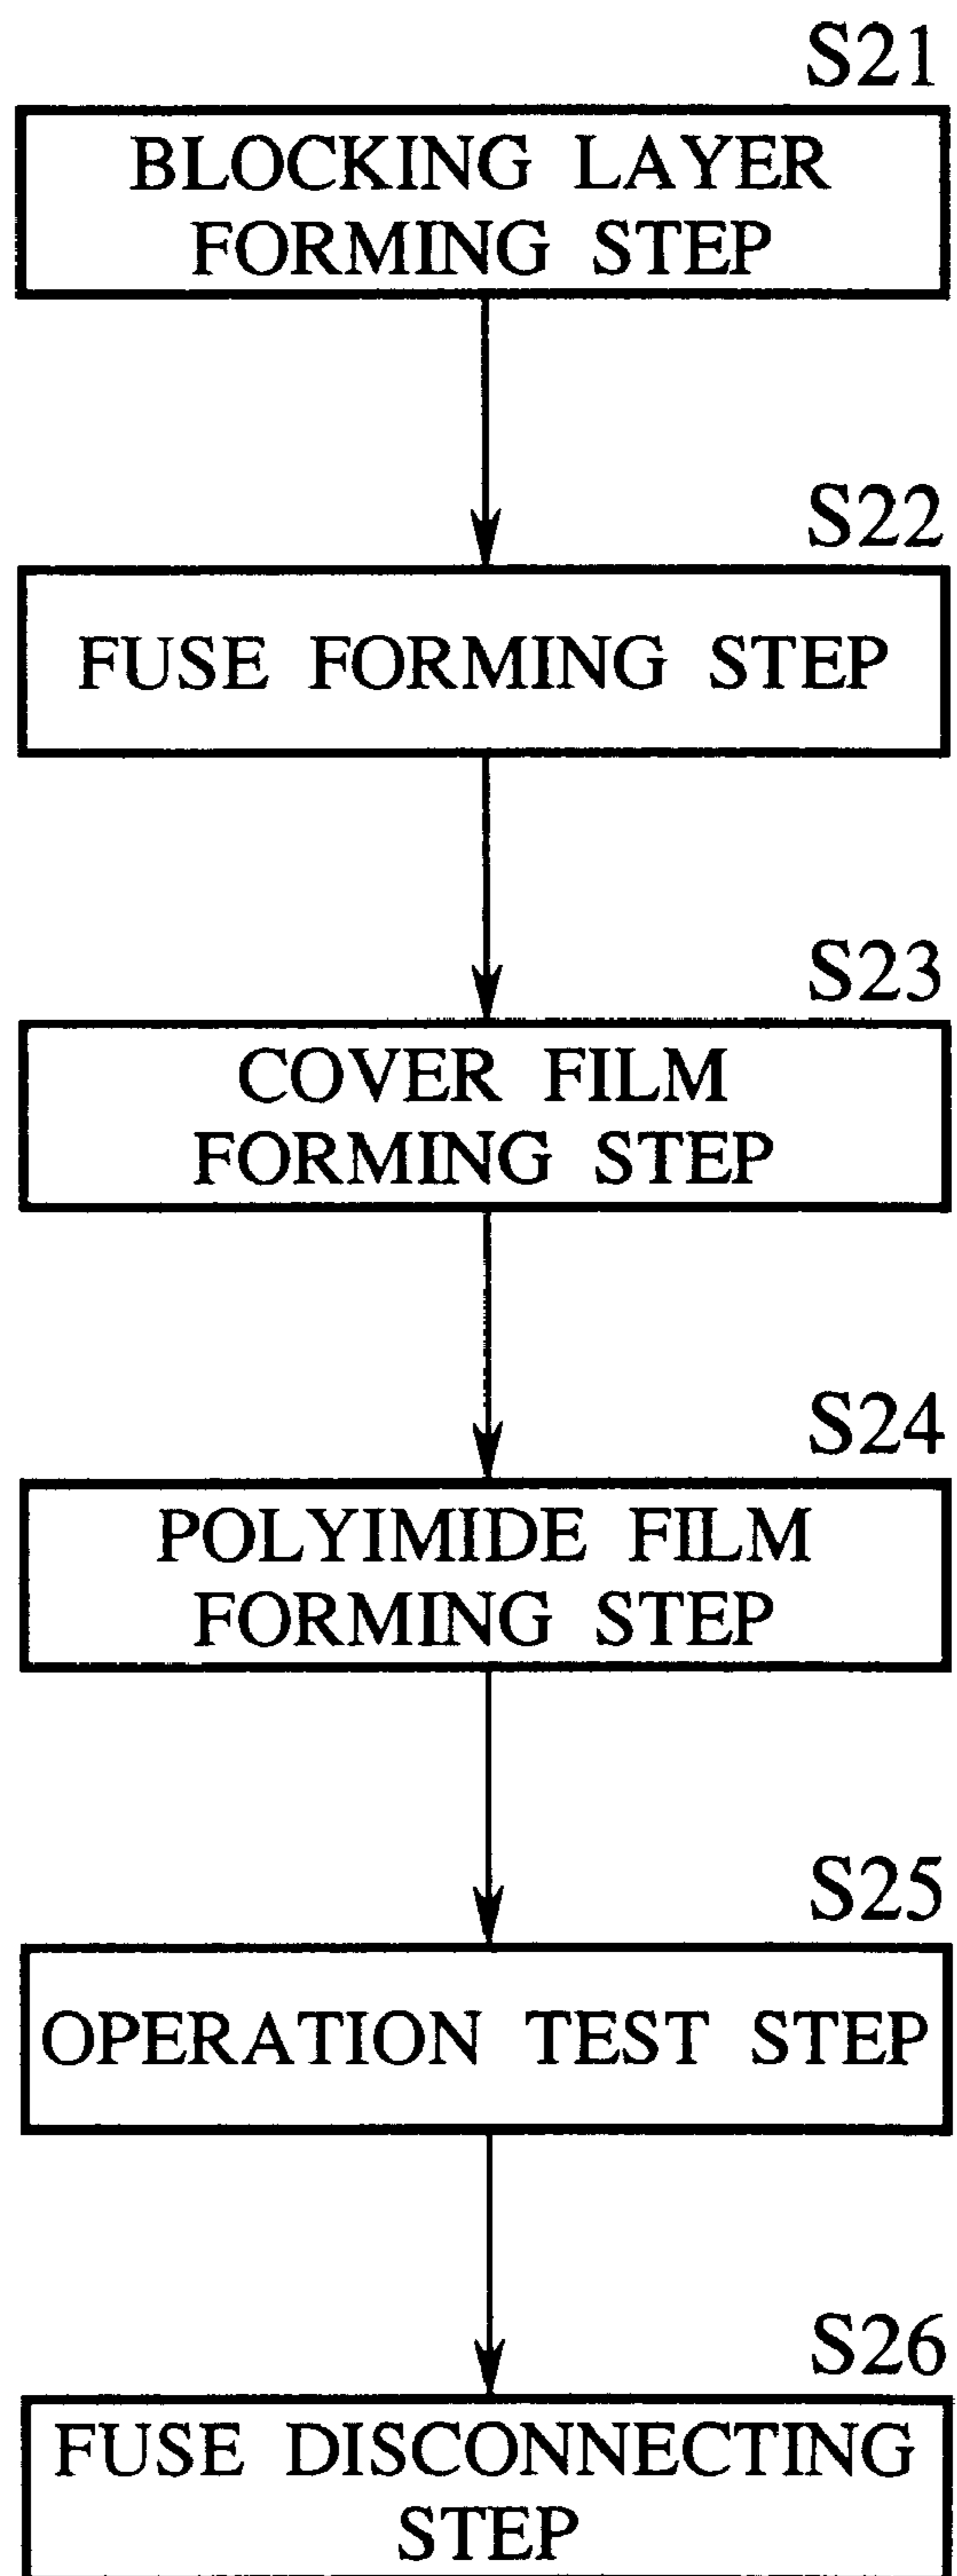 S21
BLOCKING LAYER
FORMING STEP
S22
FUSE FORMING STEP
S23
COVER FILM
FORMING STEP
S24
POLYIMIDE FILM
FORMING STEP
S25
OPERATION TEST STEP
S26
FUSE DISCONNECTING
STEP